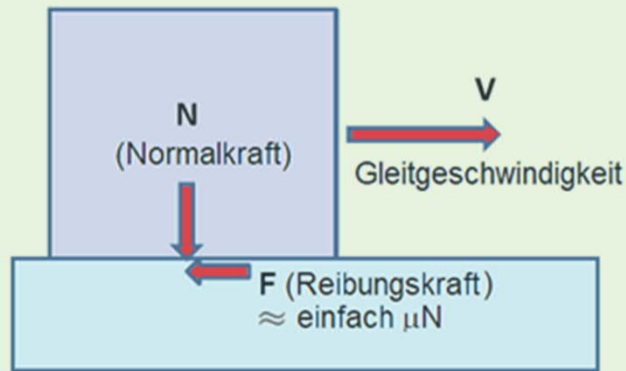 N
(Normalkraft)
V
Gleitgeschwindigkeit
F (Reibungskraft)
≈ einfach μN